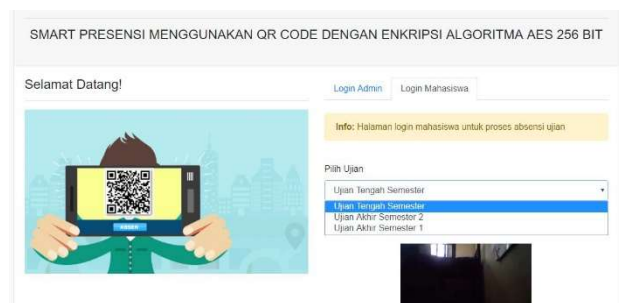 SMART PRESENSI MENGGUNAKAN QR CODE DENGAN ENKRIPSI ALGORITMA AES 256 BIT
Selamat Datang!
Login Admin
Login Mahasiswa
Info: Halaman login mahasiswa untuk proses absensi ujian
Pilih Ujian
Ujian Tengah Semester
Ujian Tengah Semester
Ujian Akhir Semester 2
Ujian Akhir Semester 1
ABSEN